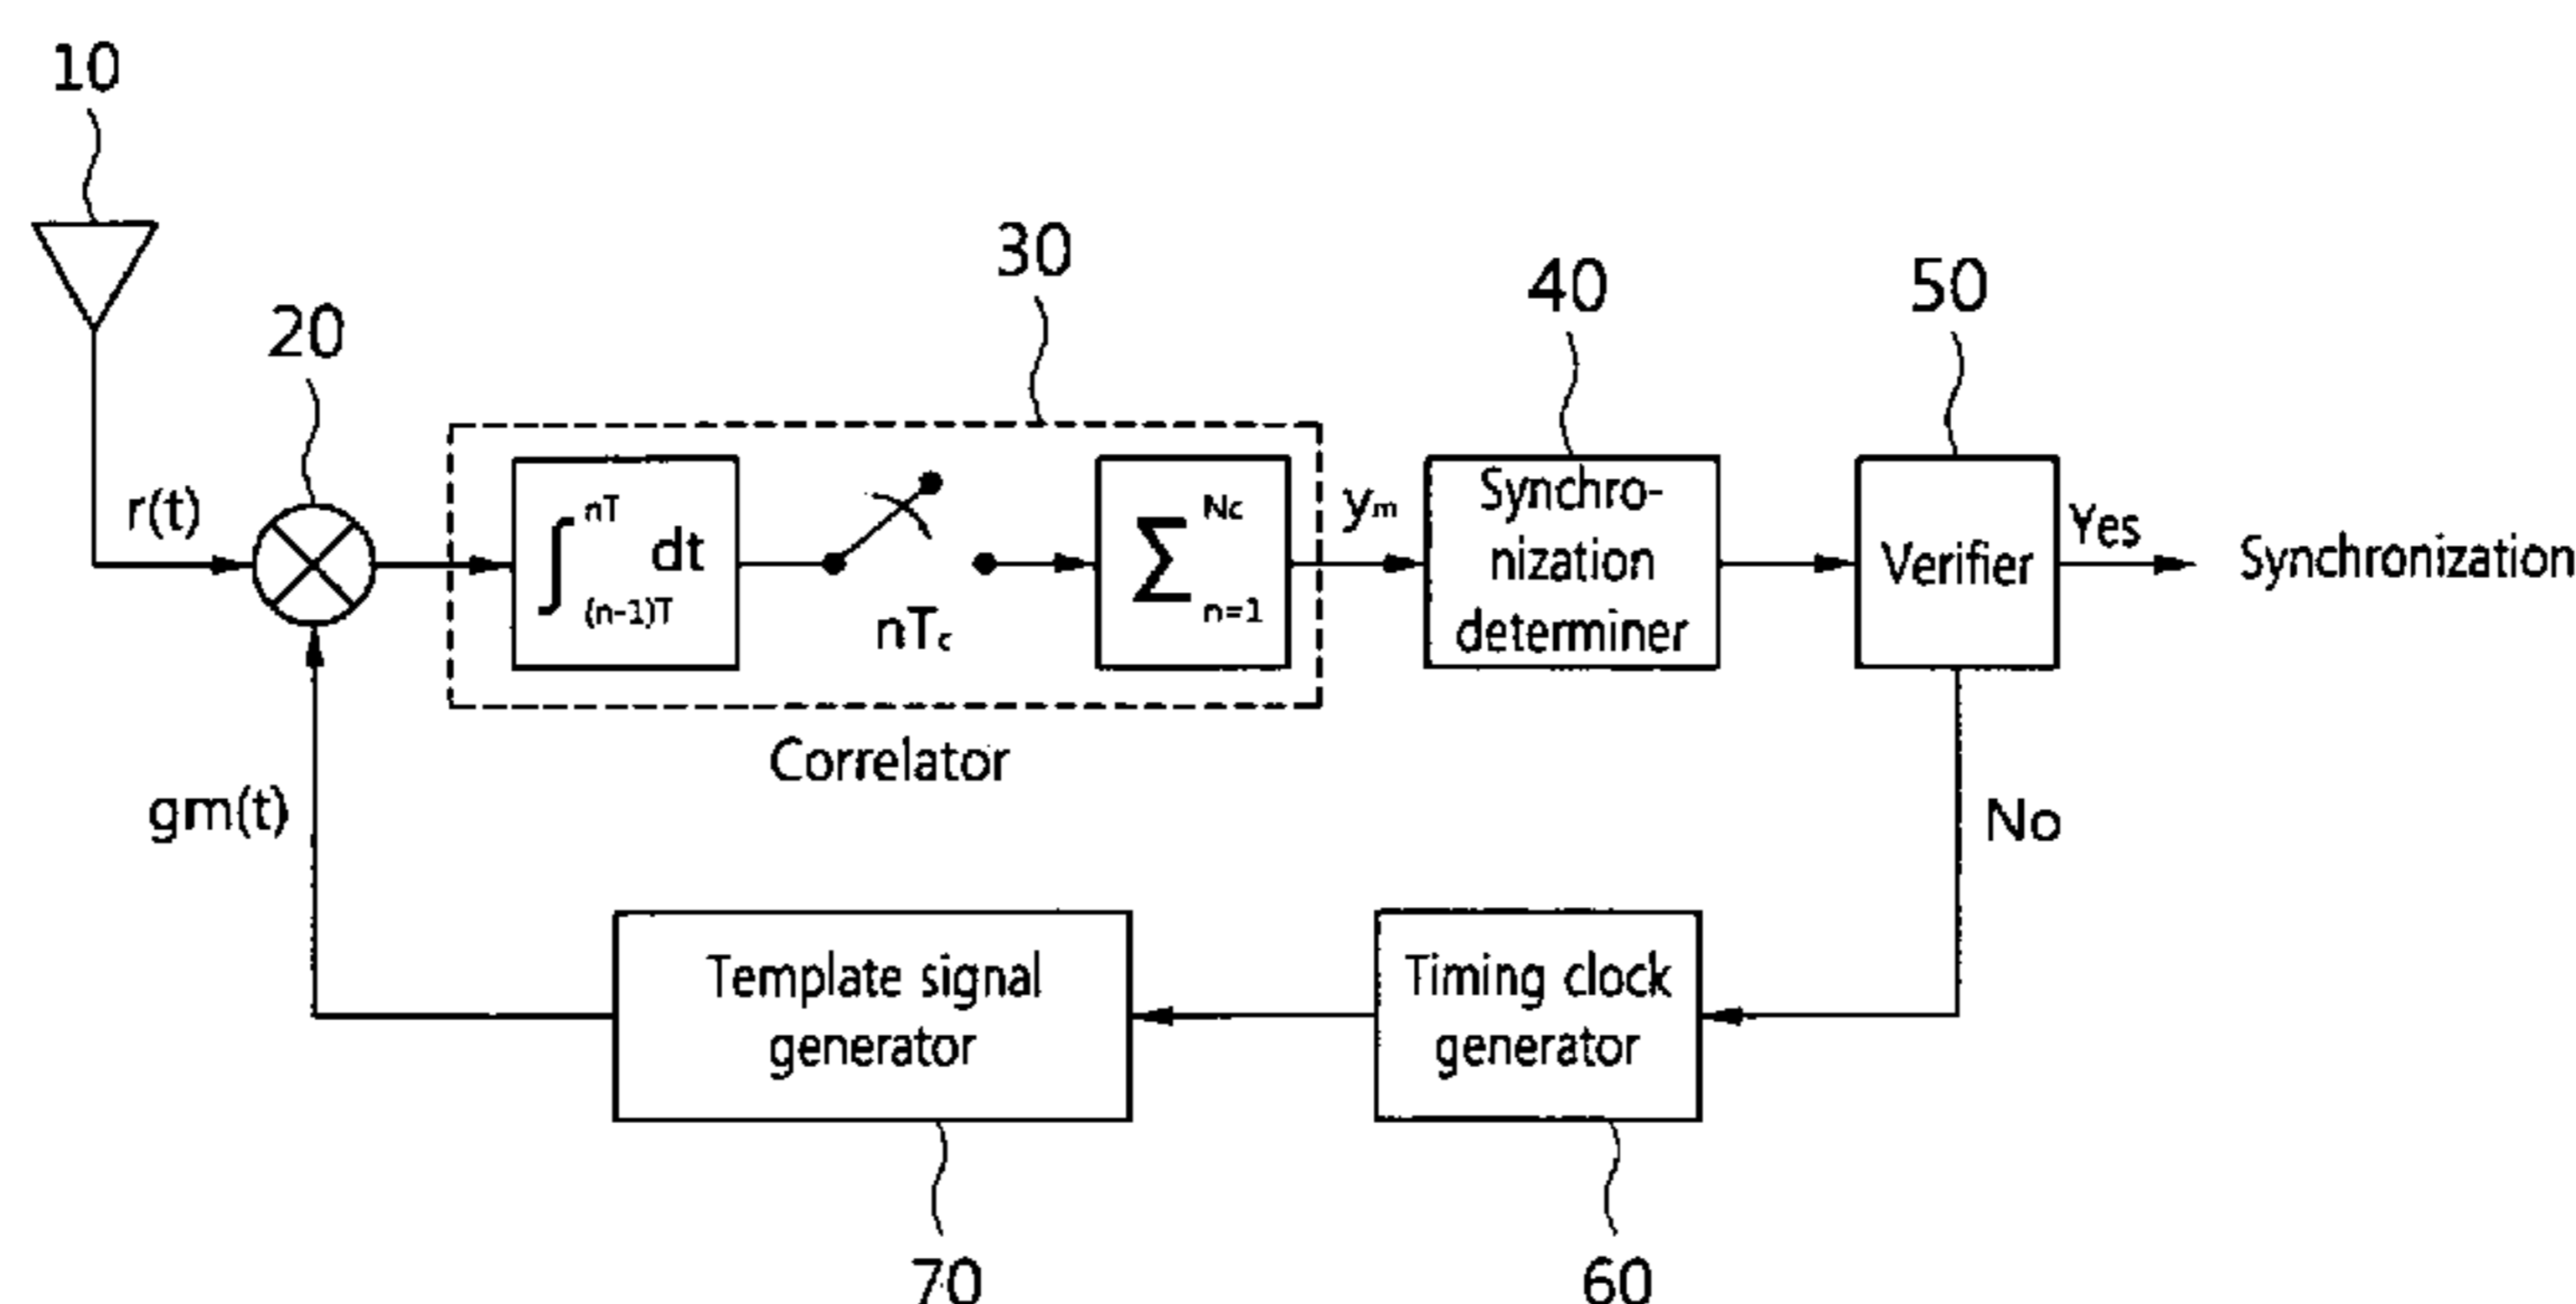 10
20
30
40
50
r(t)
∫ nT (n-1)T dt
nTc
∑ Nc n=1
ym
Synchro-
nization
determiner
Verifier
Yes
Synchronization
Correlator
gm(t)
No
Template signal
generator
Timing clock
generator
70
60